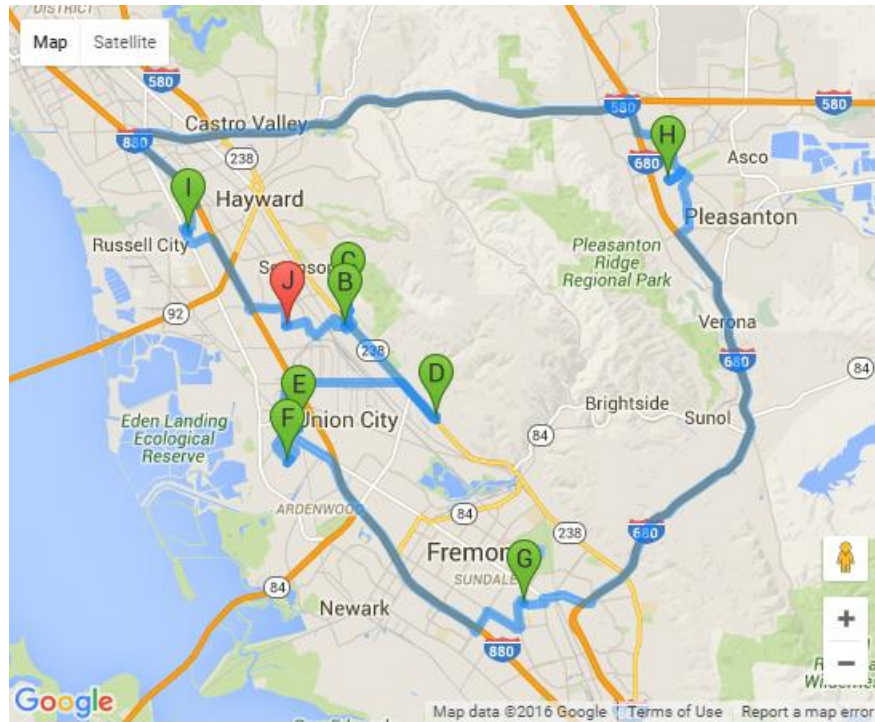 DISTRICT
Map Satellite
580
580
580
Castro Valley
880
238
680
H
Asco
I
Hayward
Pleasanton
Russell City
Pleasanton
Ridge
Regional Park
C
J
B
92
238
Verona
680
E
D
84
F
Union City
Brightside
Sunol
Eden Landing
Ecological
Reserve
84
ARDENWOOD
84
238
680
Fremon
G
SUNDALE
84
Newark
880
+
−
Google
Map data ©2016 Google Terms of Use Report a map error